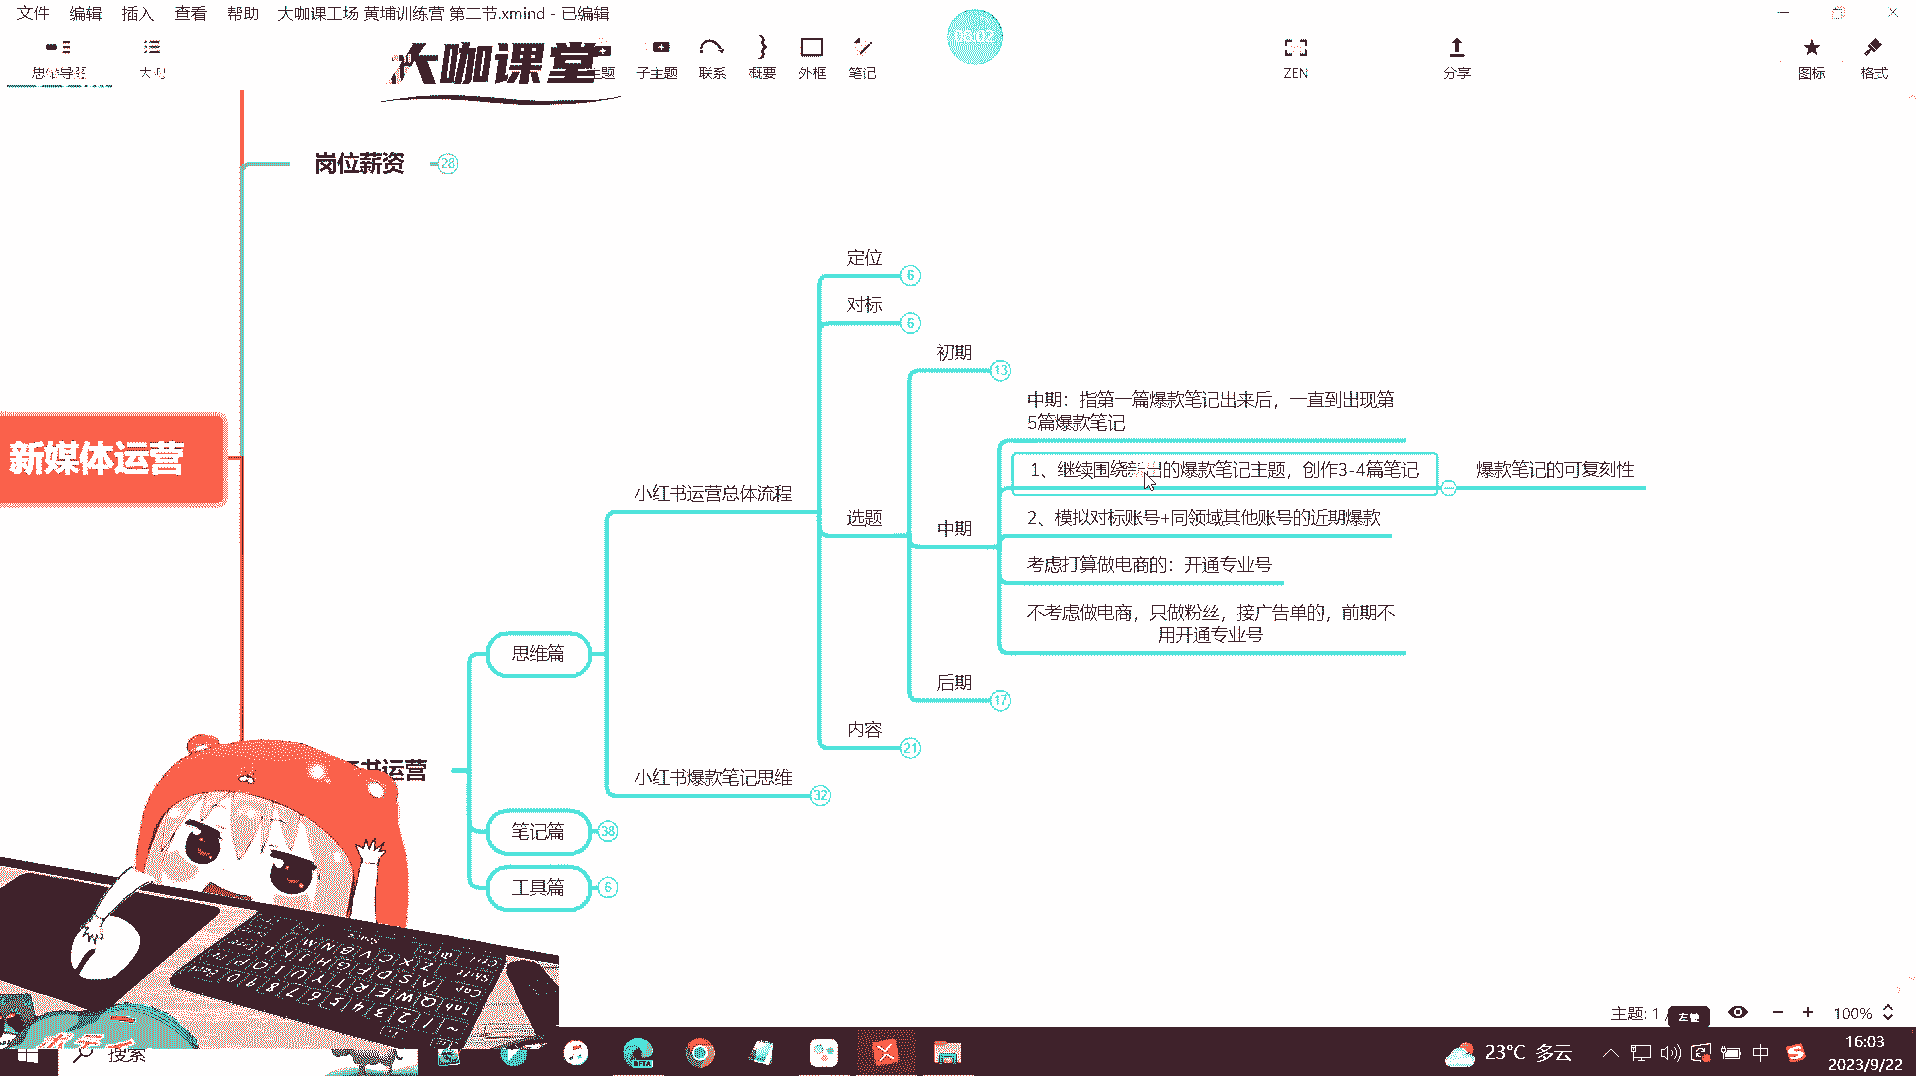 文件 编辑 插入 查看 帮助 大咖课工场 黄埔训练营 第二节.xmind - 已编辑
思维导图 大纲 大咖课堂 主题 子主题 联系 概要 外框 笔记 06:02 ZEN 分享 图标 格式
岗位薪资 28
定位 6
对标 6
初期 13
中期：指第一篇爆款笔记出来后，一直到出现第
5篇爆款笔记
新媒体运营
1、继续围绕新出的爆款笔记主题，创作3-4篇笔记 爆款笔记的可复刻性
小红书运营总体流程
选题
中期
2、模拟对标账号+同领域其他账号的近期爆款
考虑打算做电商的：开通专业号
不考虑做电商，只做粉丝，接广告单的，前期不
用开通专业号
思维篇
后期 17
内容 21
书运营
小红书爆款笔记思维 32
笔记篇 38
工具篇 6
主题: 1 /
左键
100%
搜索
BETA
23°C 多云
中
16:03
2023/9/22